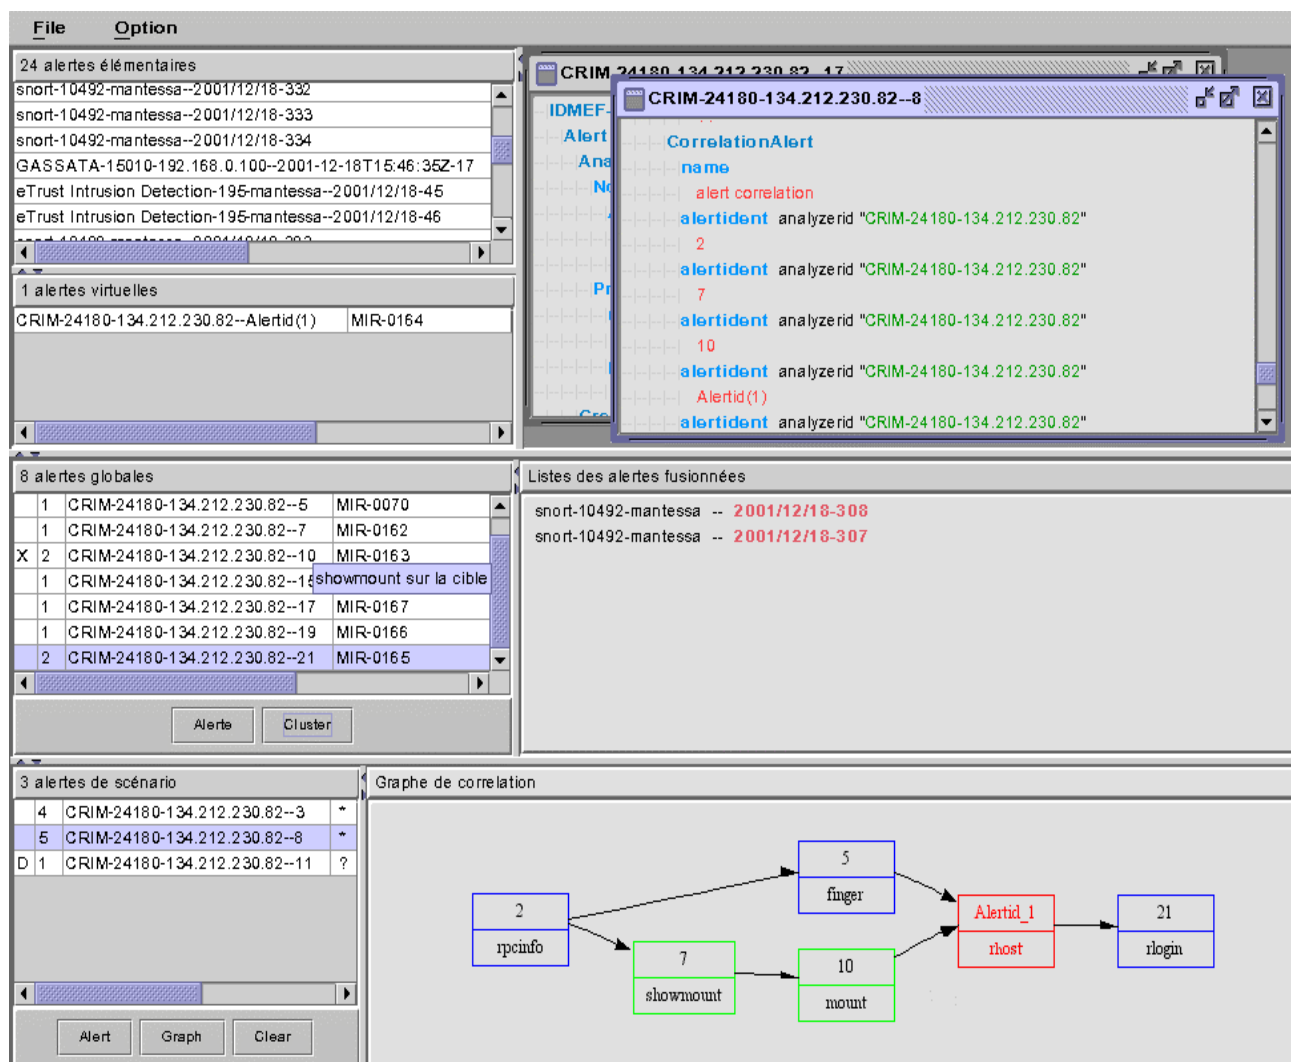 File Option
24 alertes élémentaires
snort-10492-mantessa--2001/12/18-332
snort-10492-mantessa--2001/12/18-333
snort-10492-mantessa--2001/12/18-334
GASSATA-15010-192.168.0.100--2001-12-18T15:46:35Z-17
eTrust Intrusion Detection-195-mantessa--2001/12/18-45
eTrust Intrusion Detection-195-mantessa--2001/12/18-46
1 alertes virtuelles
CRIM-24180-134.212.230.82--Alertid(1) MIR-0164
CRIM-24180-134.212.230.82--17
IDMEF-
Alert
Ana
No
Pr
Cre
CRIM-24180-134.212.230.82--8
CorrelationAlert
name
alert correlation
alertident analyzerid "CRIM-24180-134.212.230.82"
2
alertident analyzerid "CRIM-24180-134.212.230.82"
7
alertident analyzerid "CRIM-24180-134.212.230.82"
10
alertident analyzerid "CRIM-24180-134.212.230.82"
Alertid(1)
alertident analyzerid "CRIM-24180-134.212.230.82"
8 alertes globales
1 CRIM-24180-134.212.230.82--5 MIR-0070
1 CRIM-24180-134.212.230.82--7 MIR-0162
X 2 CRIM-24180-134.212.230.82--10 MIR-0163
1 CRIM-24180-134.212.230.82--15 showmount sur la cible
1 CRIM-24180-134.212.230.82--17 MIR-0167
1 CRIM-24180-134.212.230.82--19 MIR-0166
2 CRIM-24180-134.212.230.82--21 MIR-0165
Alerte Cluster
Listes des alertes fusionnées
snort-10492-mantessa -- 2001/12/18-308
snort-10492-mantessa -- 2001/12/18-307
3 alertes de scénario
4 CRIM-24180-134.212.230.82--3 *
5 CRIM-24180-134.212.230.82--8 *
D 1 CRIM-24180-134.212.230.82--11 ?
Alert Graph Clear
Graphe de correlation
2
rpcinfo
5
finger
7
showmount
10
mount
Alertid_1
rhost
21
rlogin